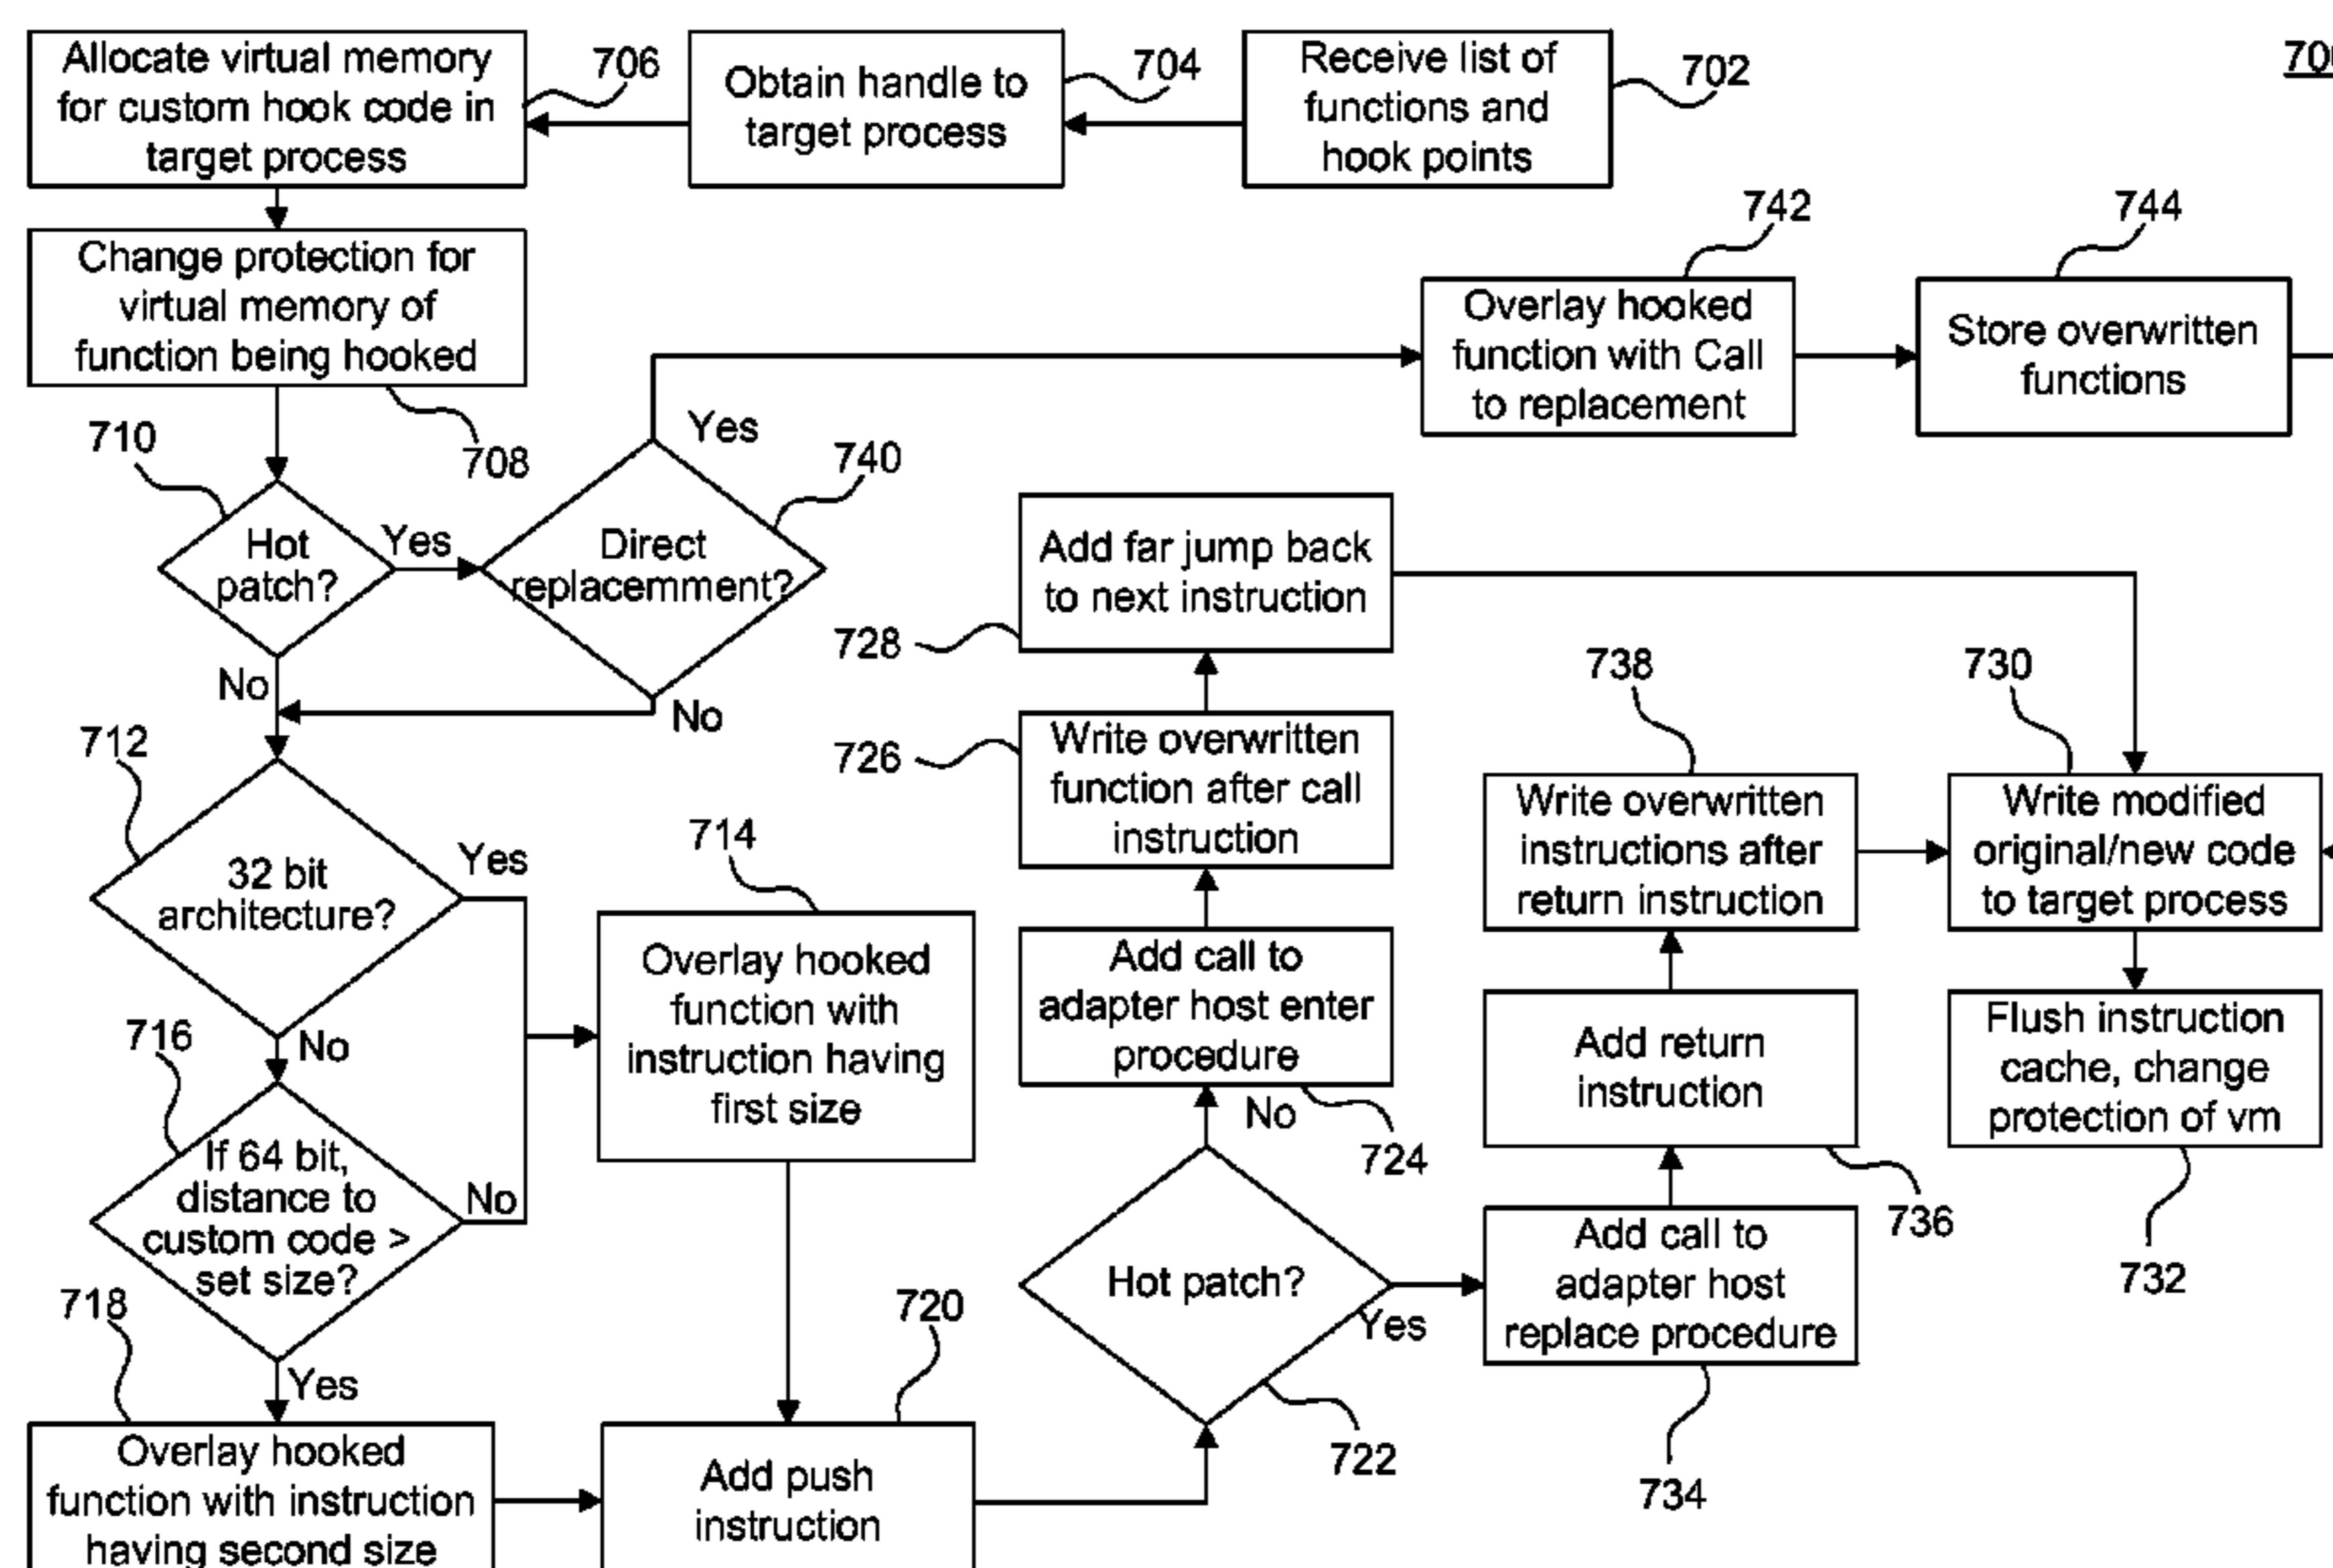 Allocate virtual memory
for custom hook code in
target process
706
Obtain handle to
target process
704
Receive list of
functions and
hook points
702
Change protection for
virtual memory of
function being hooked
708
742
744
Overlay hooked
function with Call
to replacement
Store overwritten
functions
710
Hot
patch?
Yes
No
740
Direct
replacemment?
Yes
No
712
32 bit
architecture?
Yes
No
714
Overlay hooked
function with
instruction having
first size
716
If 64 bit,
distance to
custom code >
set size?
No
Yes
718
Overlay hooked
function with instruction
having second size
720
Add push
instruction
722
Hot patch?
No
Yes
724
Add call to
adapter host enter
procedure
726
Write overwritten
function after call
instruction
728
Add far jump back
to next instruction
734
Add call to
adapter host
replace procedure
736
Add return
instruction
738
Write overwritten
instructions after
return instruction
730
Write modified
original/new code
to target process
732
Flush instruction
cache, change
protection of vm